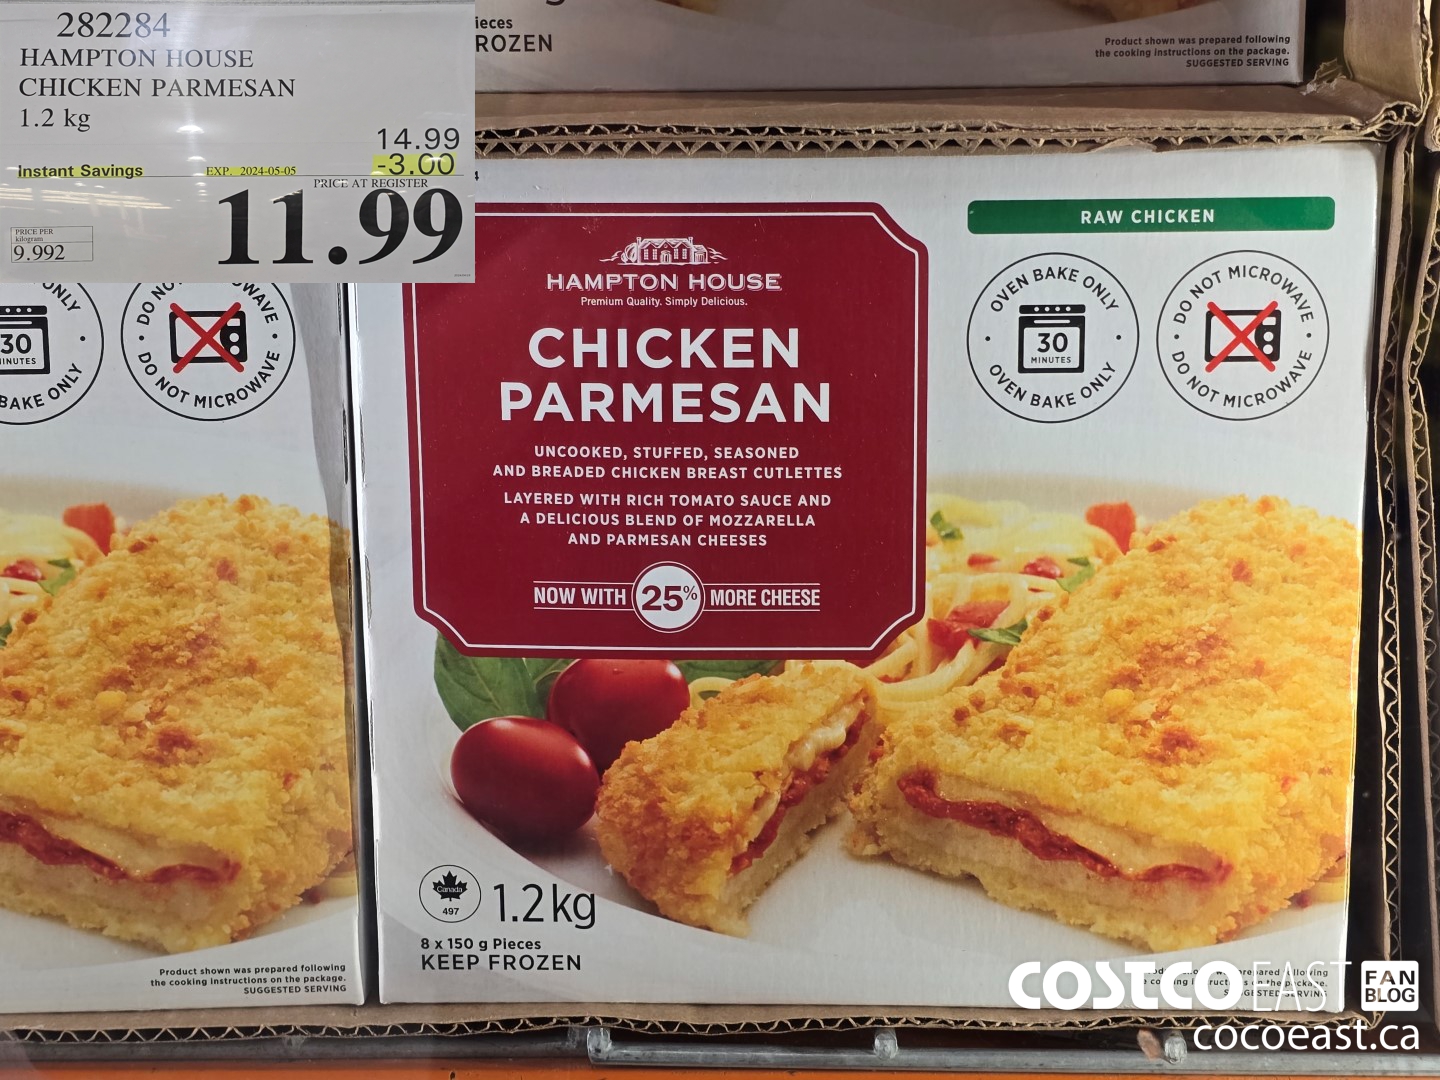 282284
HAMPTON HOUSE
CHICKEN PARMESAN
1.2 kg
14.99
Instant Savings EXP. 2024-05-05 -3.00
PRICE AT REGISTER
11.99
PRICE PER
kilogram
9.992
ieces
ROZEN
Product shown was prepared following
the cooking instructions on the package.
SUGGESTED SERVING
ONLY
30
MINUTES
BAKE ONLY
DO NOT MICROWAVE
DO NOT MICROWAVE
Product shown was prepared following
the cooking instructions on the package.
SUGGESTED SERVING
4
HAMPTON HOUSE
Premium Quality. Simply Delicious.
CHICKEN
PARMESAN
UNCOOKED, STUFFED, SEASONED
AND BREADED CHICKEN BREAST CUTLETTES
LAYERED WITH RICH TOMATO SAUCE AND
A DELICIOUS BLEND OF MOZZARELLA
AND PARMESAN CHEESES
NOW WITH 25% MORE CHEESE
RAW CHICKEN
OVEN BAKE ONLY
30
MINUTES
OVEN BAKE ONLY
DO NOT MICROWAVE
DO NOT MICROWAVE
Canada
497
1.2kg
8 x 150 g Pieces
KEEP FROZEN
COSTCO EAST FAN BLOG
cocoeast.ca